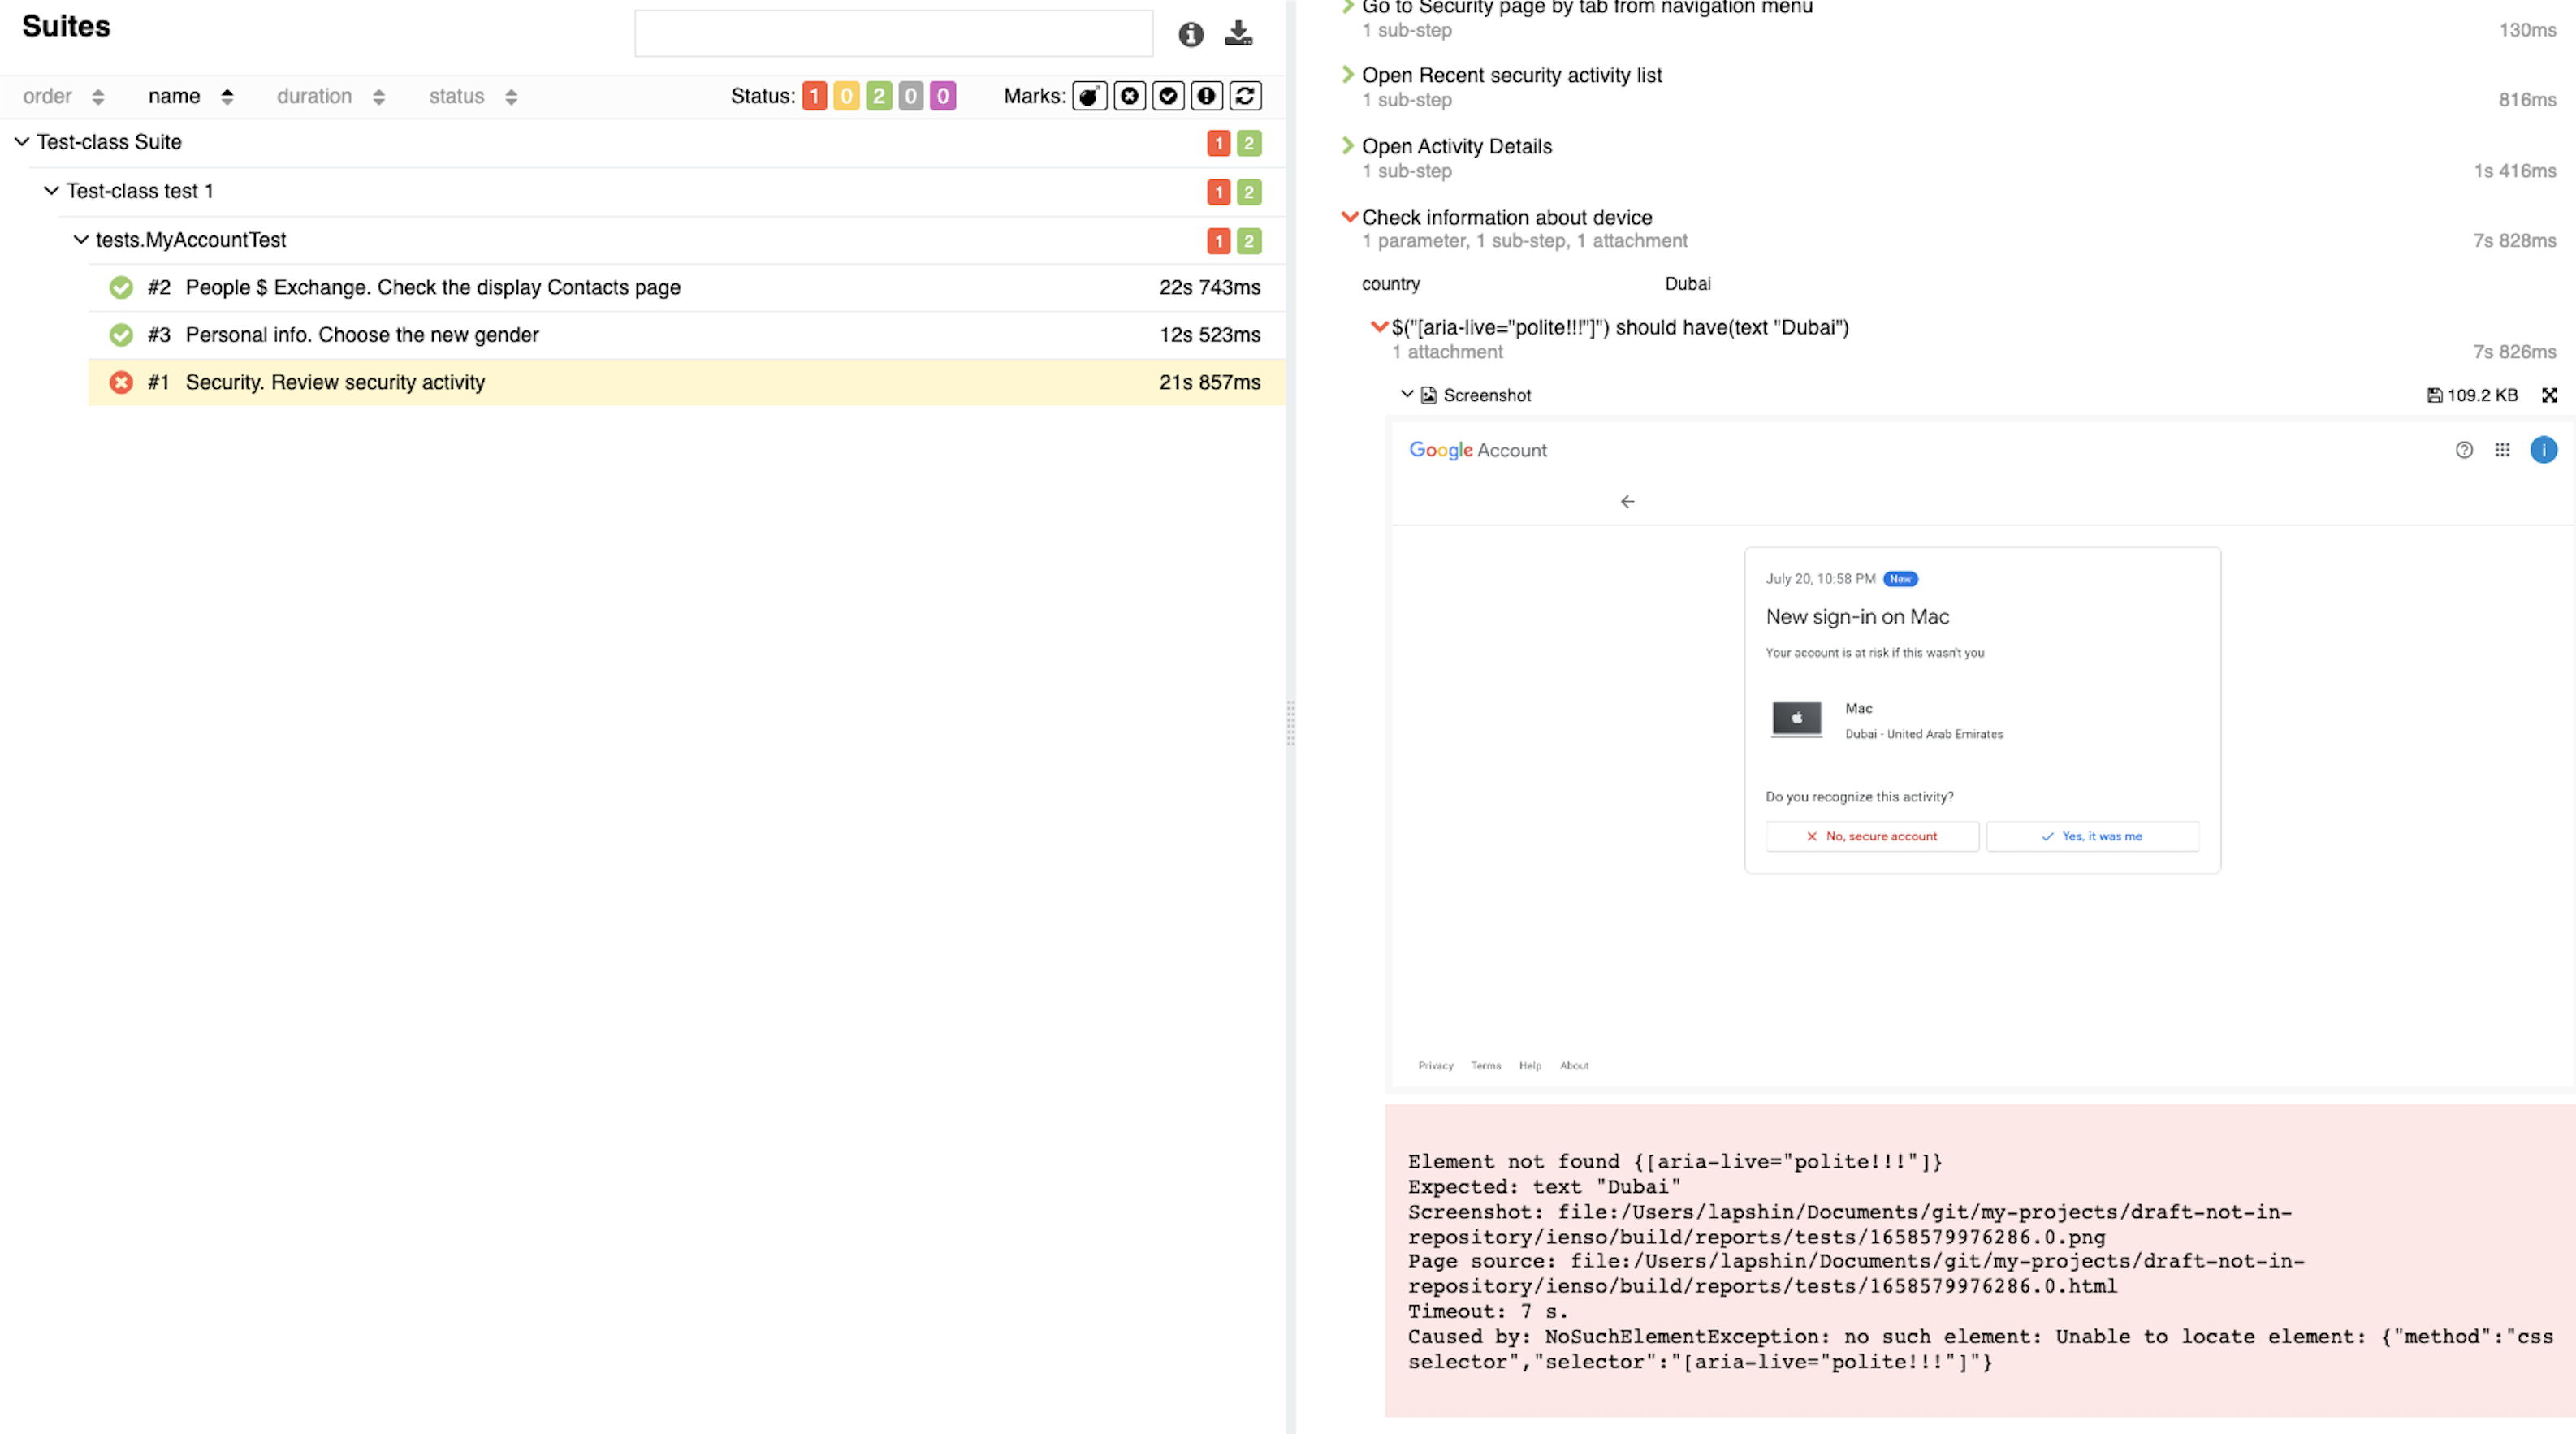 Suites
order name duration status Status: 1 0 2 0 0 Marks:
Test-class Suite 1 2
Test-class test 1 1 2
tests.MyAccountTest 1 2
#2 People $ Exchange. Check the display Contacts page 22s 743ms
#3 Personal info. Choose the new gender 12s 523ms
#1 Security. Review security activity 21s 857ms
Go to Security page by tab from navigation menu
1 sub-step 130ms
Open Recent security activity list
1 sub-step 816ms
Open Activity Details
1 sub-step 1s 416ms
Check information about device
1 parameter, 1 sub-step, 1 attachment 7s 828ms
country Dubai
$("[aria-live="polite!!!"]") should have(text "Dubai")
1 attachment 7s 826ms
Screenshot 109.2 KB
Google Account i
July 20, 10:58 PM New
New sign-in on Mac
Your account is at risk if this wasn't you
Mac
Dubai - United Arab Emirates
Do you recognize this activity?
No, secure account Yes, it was me
Privacy Terms Help About
Element not found {[aria-live="polite!!!"]}
Expected: text "Dubai"
Screenshot: file:/Users/lapshin/Documents/git/my-projects/draft-not-in-
repository/ienso/build/reports/tests/1658579976286.0.png
Page source: file:/Users/lapshin/Documents/git/my-projects/draft-not-in-
repository/ienso/build/reports/tests/1658579976286.0.html
Timeout: 7 s.
Caused by: NoSuchElementException: no such element: Unable to locate element: {"method":"css
selector","selector":"[aria-live="polite!!!"]"}